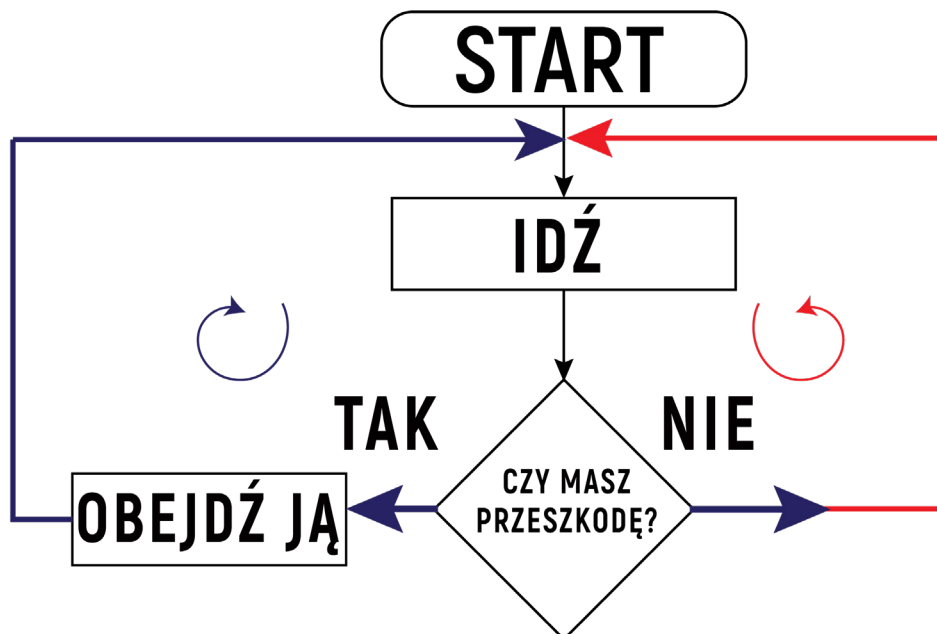 START
IDŹ
TAK
NIE
CZY MASZ
PRZESZKODĘ?
OBEJDŹ JĄ